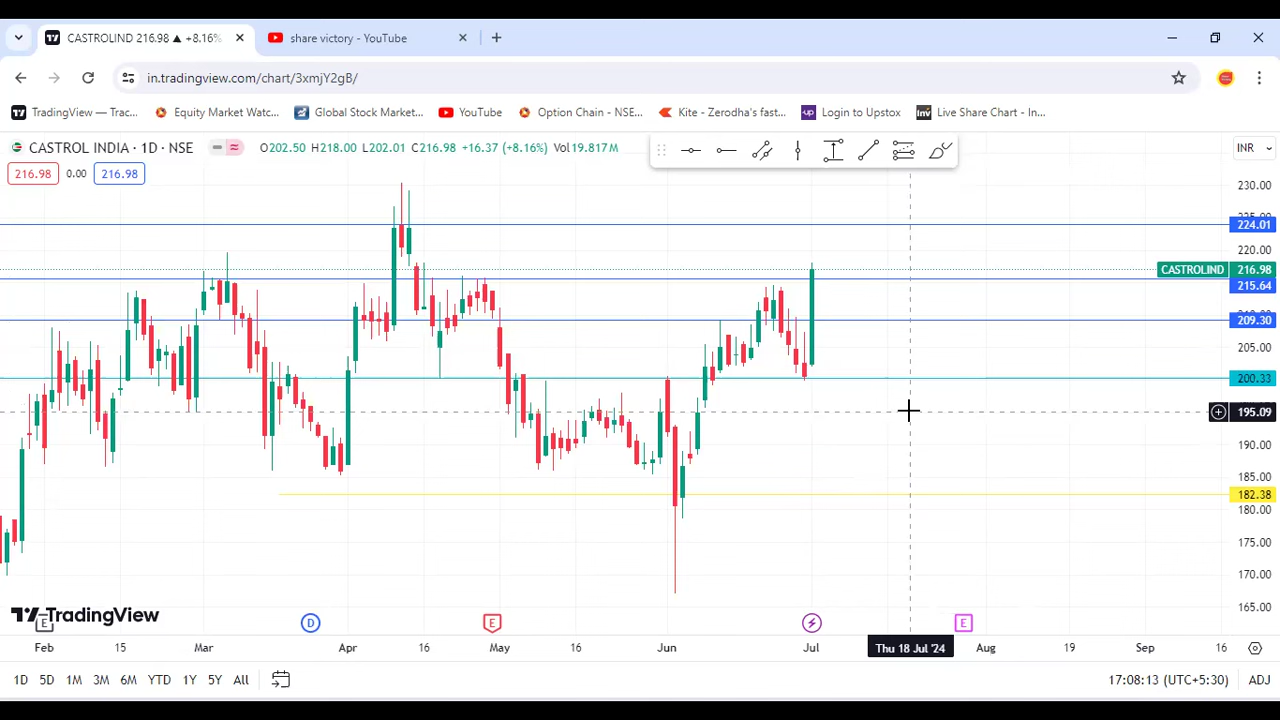 CASTROLIND 216.98 ▲ +8.16%
share victory - YouTube
in.tradingview.com/chart/3xmjY2gB/
TradingView — Trac...
Equity Market Watc...
Global Stock Market...
YouTube
Option Chain - NSE...
Kite - Zerodha's fast...
Login to Upstox
Live Share Chart - In...
CASTROL INDIA · 1D · NSE
O202.50 H218.00 L202.01 C216.98 +16.37 (+8.16%) Vol19.817M
INR
216.98 0.00 216.98
230.00
224.01
220.00
CASTROLIND 216.98
215.64
209.30
205.00
200.33
195.09
190.00
185.00
182.38
180.00
175.00
170.00
165.00
TradingView
E D E E
Feb 15 Mar Apr 16 May 16 Jun Jul Thu 18 Jul '24 Aug 19 Sep 16
1D 5D 1M 3M 6M YTD 1Y 5Y All
17:08:13 (UTC+5:30) ADJ